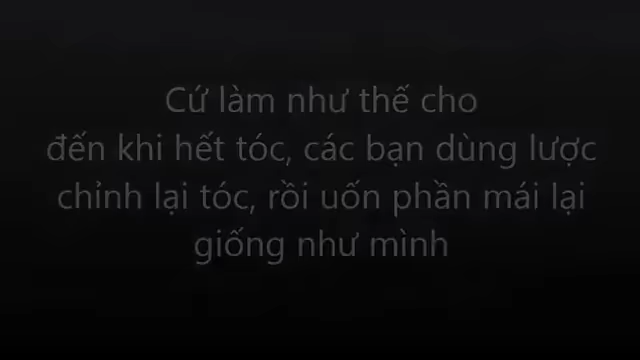 Cứ làm như thế cho
đến khi hết tóc, các bạn dùng lược
chỉnh lại tóc, rồi uốn phần mái lại
giống như mình